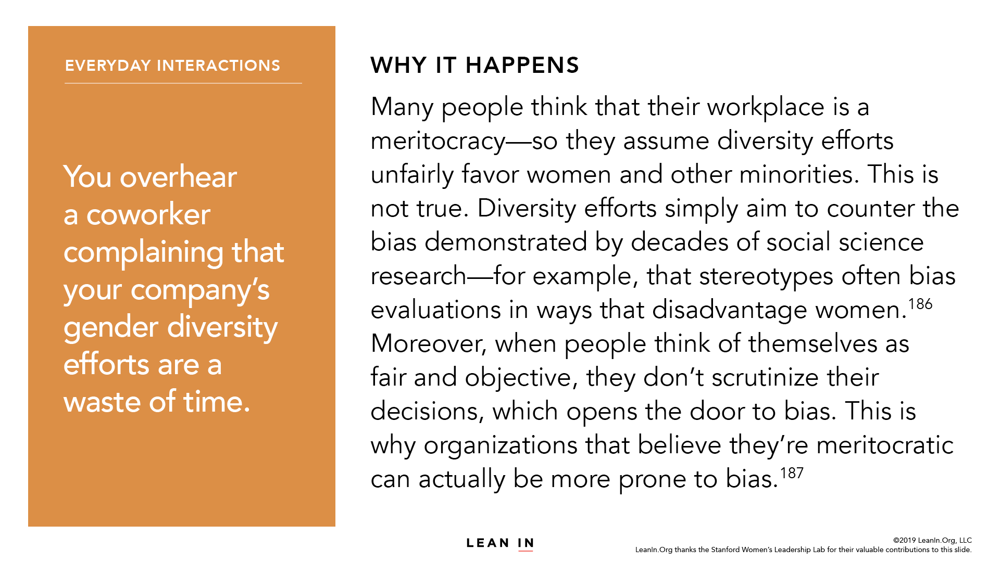 EVERYDAY INTERACTIONS
You overhear
a coworker
complaining that
your company’s
gender diversity
efforts are a
waste of time.
WHY IT HAPPENS
Many people think that their workplace is a
meritocracy—so they assume diversity efforts
unfairly favor women and other minorities. This is
not true. Diversity efforts simply aim to counter the
bias demonstrated by decades of social science
research—for example, that stereotypes often bias
evaluations in ways that disadvantage women.186
Moreover, when people think of themselves as
fair and objective, they don’t scrutinize their
decisions, which opens the door to bias. This is
why organizations that believe they’re meritocratic
can actually be more prone to bias.187
LEAN IN
©2019 LeanIn.Org, LLC
LeanIn.Org thanks the Stanford Women’s Leadership Lab for their valuable contributions to this slide.